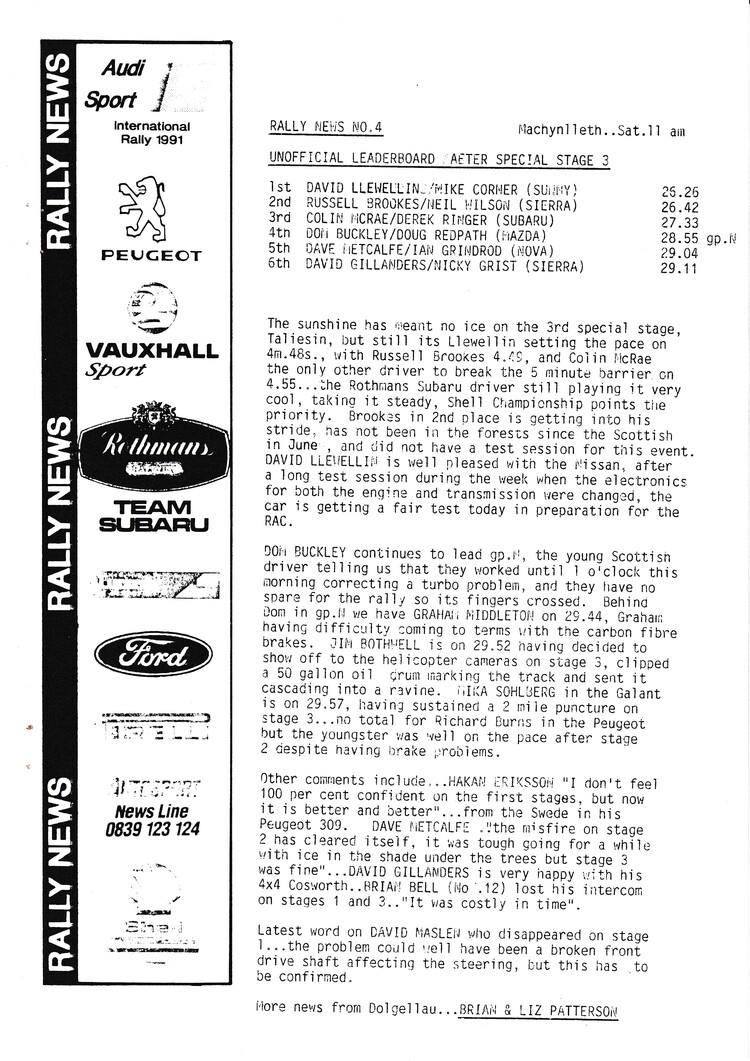 RALLY NEWS
RALLY NEWS
RALLY NEWS
Audi
Sport
International
Rally 1991
PEUGEOT
VAUXHALL
Sport
Rothmans
TEAM
SUBARU
Ford
PIRELLI
AUTOSPORT
News Line
0839 123 124
Shell
RALLY NEWS NO.4 Machynlleth..Sat.11 am
UNOFFICIAL LEADERBOARD AFTER SPECIAL STAGE 3
1st DAVID LLEWELLIN./MIKE CORNER (SUNNY) 26.26
2nd RUSSELL BROOKES/NEIL WILSON (SIERRA) 26.42
3rd COLIN MCRAE/DEREK RINGER (SUBARU) 27.33
4th DOM BUCKLEY/DOUG REDPATH (MAZDA) 28.55 gp.N
5th DAVE METCALFE/IAN GRINDROD (NOVA) 29.04
6th DAVID GILLANDERS/NICKY GRIST (SIERRA) 29.11
The sunshine has meant no ice on the 3rd special stage,
Taliesin, but still its Llewellin setting the pace on
4m.48s., with Russell Brookes 4.49, and Colin McRae
the only other driver to break the 5 minute barrier on
4.55...the Rothmans Subaru driver still playing it very
cool, taking it steady, Shell Championship points the
priority. Brookes in 2nd place is getting into his
stride, has not been in the forests since the Scottish
in June , and did not have a test session for this event.
DAVID LLEWELLIN is well pleased with the Nissan, after
a long test session during the week when the electronics
for both the engine and transmission were changed, the
car is getting a fair test today in preparation for the
RAC.
DOM BUCKLEY continues to lead gp.N, the young Scottish
driver telling us that they worked until 1 o'clock this
morning correcting a turbo problem, and they have no
spare for the rally so its fingers crossed. Behind
Dom in gp.N we have GRAHAM MIDDLETON on 29.44, Graham
having difficulty coming to terms with the carbon fibre
brakes. JIM BOTHWELL is on 29.52 having decided to
show off to the helicopter cameras on stage 3, clipped
a 50 gallon oil drum marking the track and sent it
cascading into a ravine. MIKA SOHLBERG in the Galant
is on 29.57, having sustained a 2 mile puncture on
stage 3...no total for Richard Burns in the Peugeot
but the youngster was well on the pace after stage
2 despite having brake problems.
Other comments include...HAKAN ERIKSSON "I don't feel
100 per cent confident on the first stages, but now
it is better and better"...from the Swede in his
Peugeot 309. DAVE METCALFE ."the misfire on stage
2 has cleared itself, it was tough going for a while
with ice in the shade under the trees but stage 3
was fine"...DAVID GILLANDERS is very happy with his
4x4 Cosworth..BRIAN BELL (No .12) lost his intercom
on stages 1 and 3.."It was costly in time".
Latest word on DAVID MASLEN who disappeared on stage
1...the problem could well have been a broken front
drive shaft affecting the steering, but this has to
be confirmed.
More news from Dolgellau...BRIAN & LIZ PATTERSON